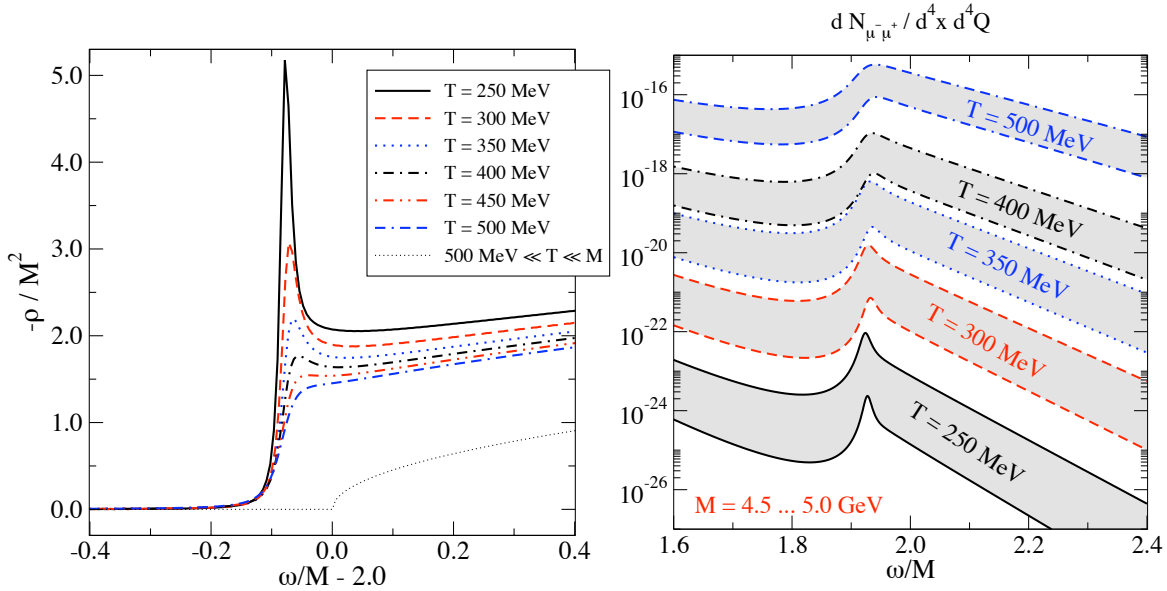 5.0
4.0
3.0
2.0
1.0
0.0
-ρ / M²
-0.4
-0.2
0.0
0.2
0.4
ω/M - 2.0
T = 250 MeV
T = 300 MeV
T = 350 MeV
T = 400 MeV
T = 450 MeV
T = 500 MeV
500 MeV ≪ T ≪ M
d N_{μ⁻μ⁺} / d⁴x d⁴Q
10⁻¹⁶
10⁻¹⁸
10⁻²⁰
10⁻²²
10⁻²⁴
10⁻²⁶
T = 500 MeV
T = 400 MeV
T = 350 MeV
T = 300 MeV
T = 250 MeV
M = 4.5 ... 5.0 GeV
1.6
1.8
2.0
2.2
2.4
ω/M